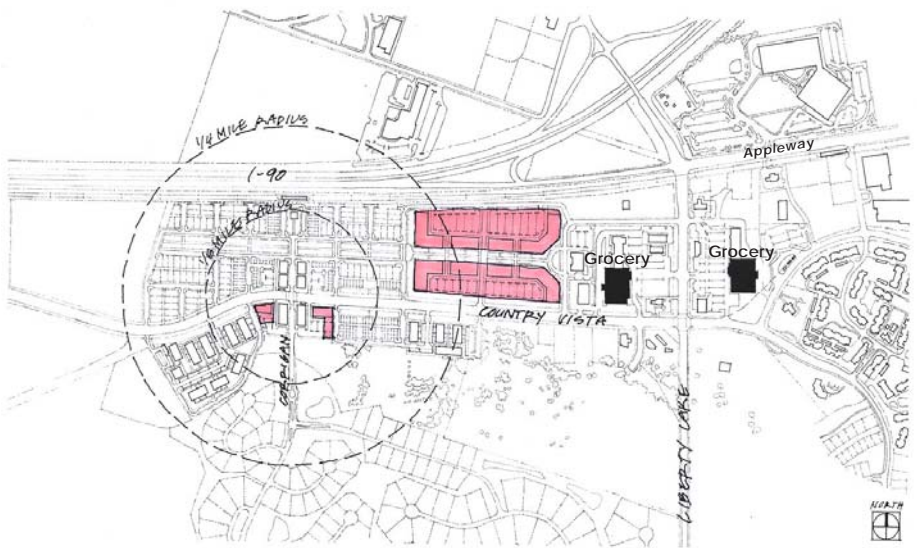 1/4 MILE RADIUS
Appleway
I-90
1/8 MILE RADIUS
Grocery
Grocery
COUNTRY VISTA
CORRIGAN
LIBERTY LAKE
NORTH